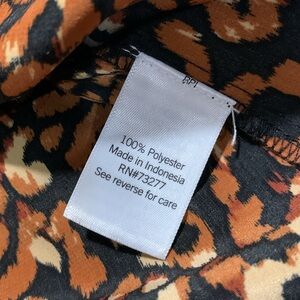 100% Polyester
Made in Indonesia
RN#73277
See reverse for care